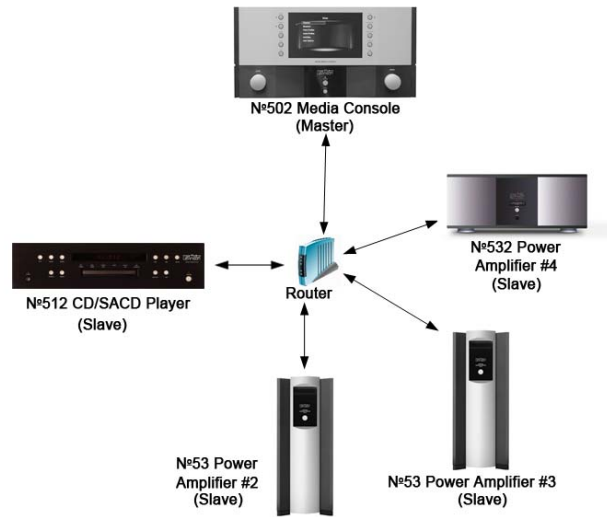 №502 Media Console
(Master)
№532 Power
Amplifier #4
(Slave)
Router
№512 CD/SACD Player
(Slave)
№53 Power
Amplifier #2
(Slave)
№53 Power Amplifier #3
(Slave)